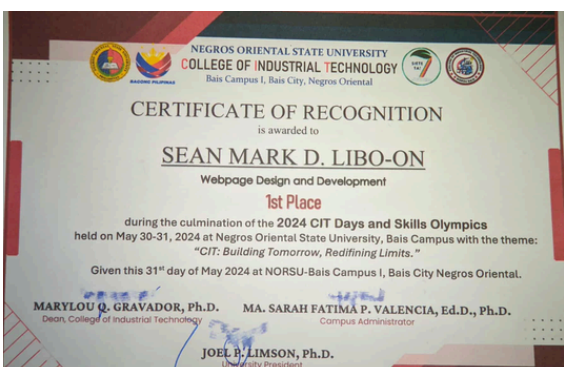 NEGROS ORIENTAL STATE UNIVERSITY
COLLEGE OF INDUSTRIAL TECHNOLOGY
Bais Campus I, Bais City, Negros Oriental
BAGONG PILIPINAS
CERTIFICATE OF RECOGNITION
is awarded to
SEAN MARK D. LIBO-ON
Webpage Design and Development
1st Place
during the culmination of the 2024 CIT Days and Skills Olympics
held on May 30-31, 2024 at Negros Oriental State University, Bais Campus with the theme:
“CIT: Building Tomorrow, Redifining Limits.”
Given this 31st day of May 2024 at NORSU-Bais Campus I, Bais City Negros Oriental.
MARYLOU Q. GRAVADOR, Ph.D.
Dean, College of Industrial Technology
MA. SARAH FATIMA P. VALENCIA, Ed.D., Ph.D.
Campus Administrator
JOEL P. LIMSON, Ph.D.
University President